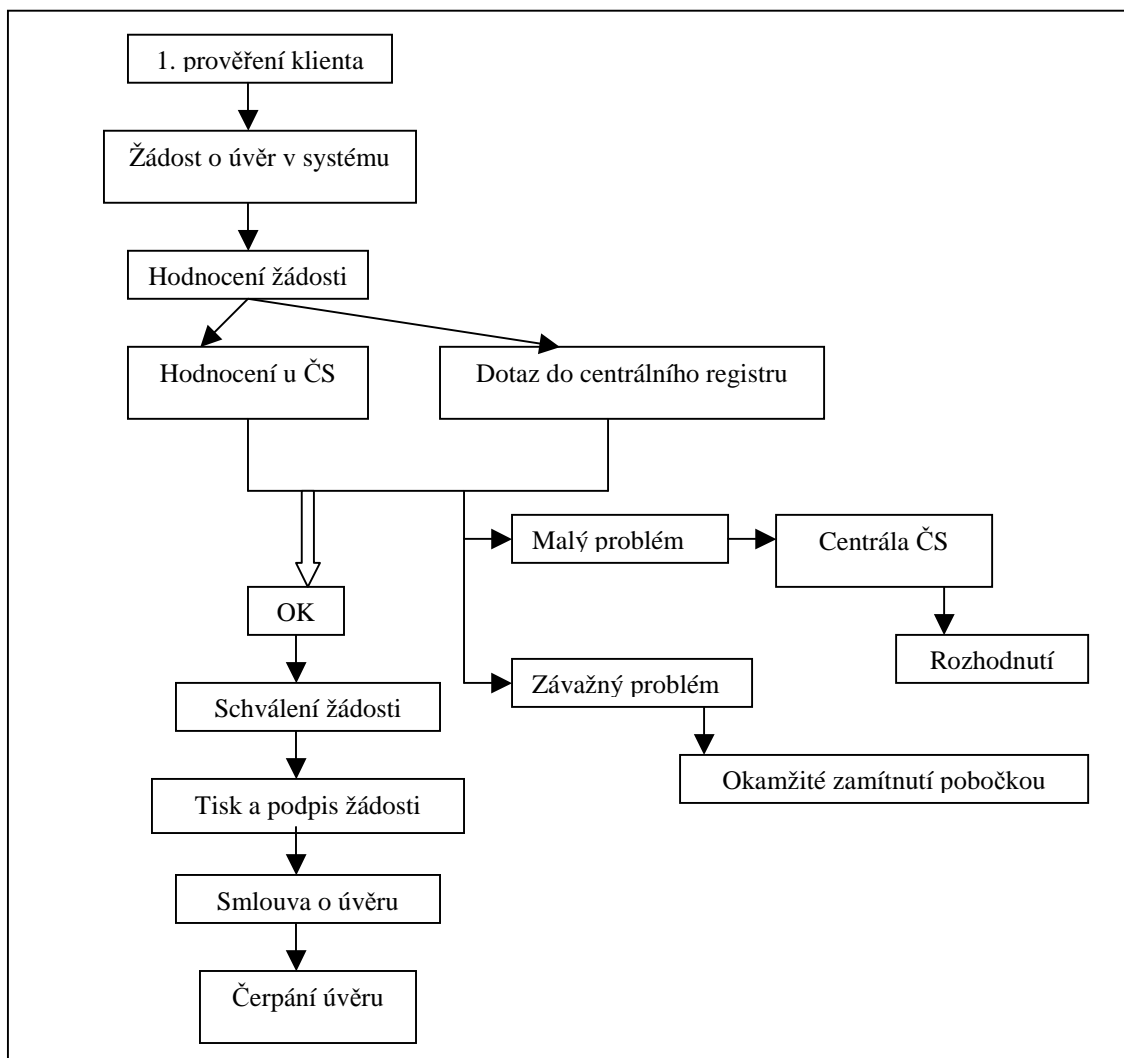 1. prověření klienta
Žádost o úvěr v systému
Hodnocení žádosti
Hodnocení u ČS
Dotaz do centrálního registru
Malý problém
Centrála ČS
OK
Rozhodnutí
Závažný problém
Schválení žádosti
Okamžité zamítnutí pobočkou
Tisk a podpis žádosti
Smlouva o úvěru
Čerpání úvěru